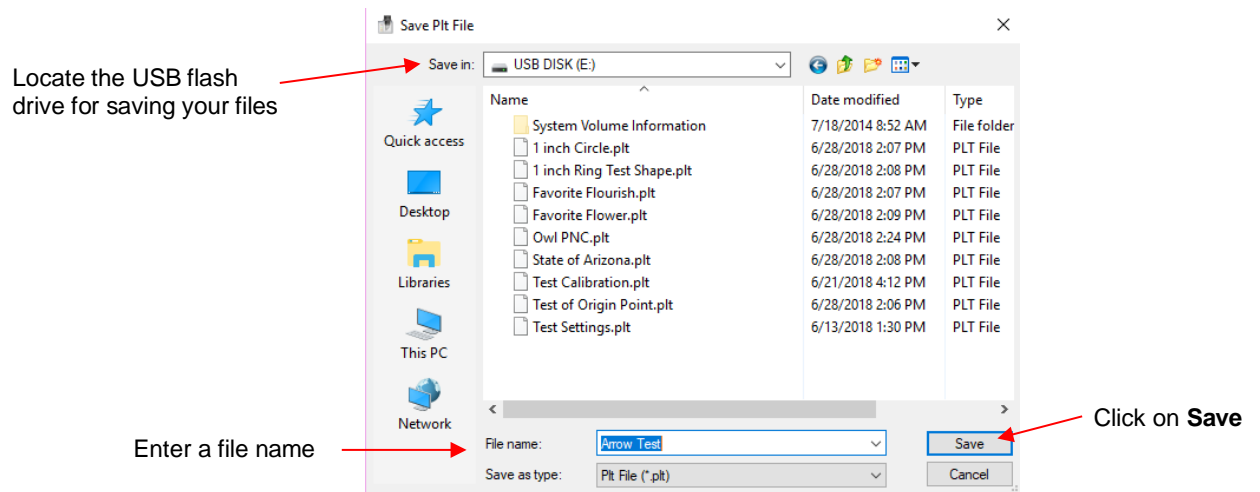 Save Plt File
Save in: USB DISK (E:)
Locate the USB flash
drive for saving your files
Name Date modified Type
System Volume Information 7/18/2014 8:52 AM File folder
1 inch Circle.plt 6/28/2018 2:07 PM PLT File
1 inch Ring Test Shape.plt 6/28/2018 2:08 PM PLT File
Favorite Flourish.plt 6/28/2018 2:07 PM PLT File
Favorite Flower.plt 6/28/2018 2:09 PM PLT File
Owl PNC.plt 6/28/2018 2:24 PM PLT File
State of Arizona.plt 6/28/2018 2:08 PM PLT File
Test Calibration.plt 6/21/2018 4:12 PM PLT File
Test of Origin Point.plt 6/28/2018 2:06 PM PLT File
Test Settings.plt 6/13/2018 1:30 PM PLT File
Quick access
Desktop
Libraries
This PC
Network
Enter a file name
File name: Arrow Test Save
Click on Save
Save as type: Plt File (*.plt) Cancel